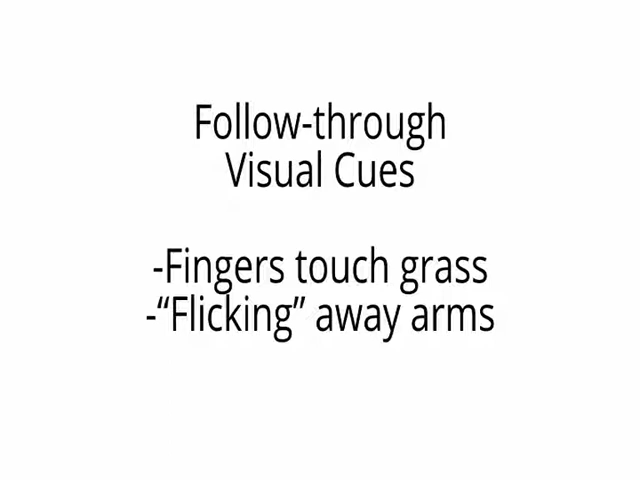 Follow-through
Visual Cues
-Fingers touch grass
-“Flicking” away arms